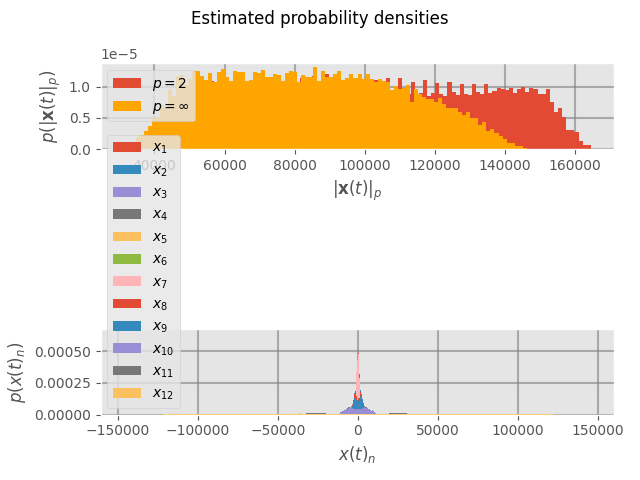 Estimated probability densities
1e−5
p(|x(t)|p)
1.0
0.5
0.0
p = 2
p = ∞
40000 60000 80000 100000 120000 140000 160000
|x(t)|p
x1
x2
x3
x4
x5
x6
x7
x8
x9
x10
x11
x12
p(x(t)n)
0.00050
0.00025
0.00000
−150000 −100000 −50000 0 50000 100000 150000
x(t)n